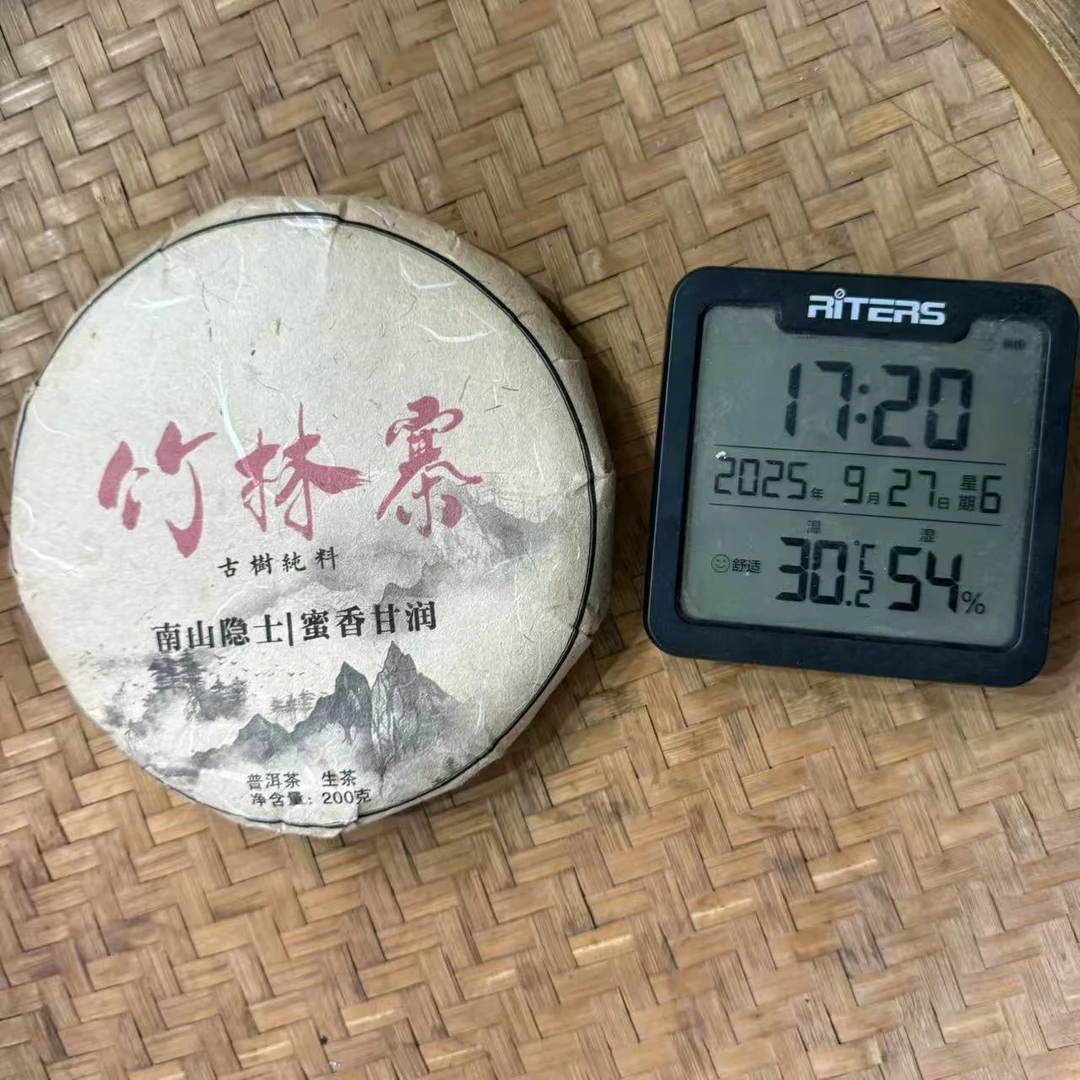 竹林寨
古樹純料
南山隐士|蜜香甘润
普洱茶 生茶
净含量：200克
RITERS
17:20
2025年 9月27日 星期6
温 湿
舒适 30.2℃ 54%